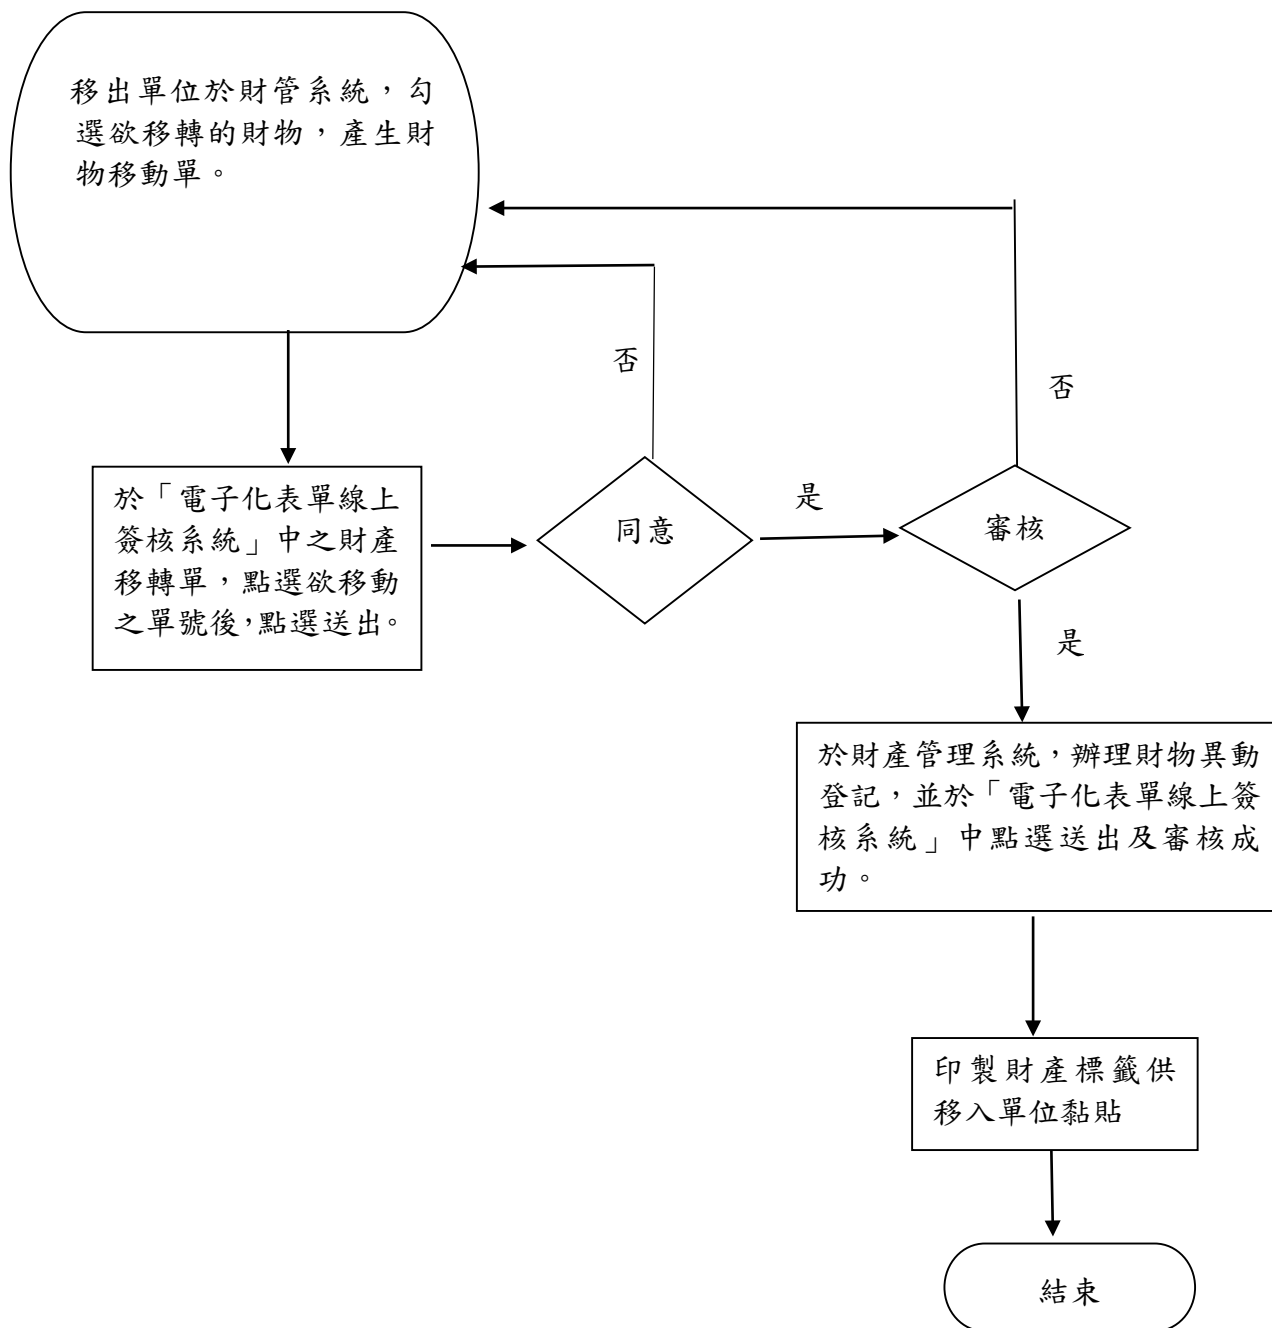 移出單位於財管系統，勾
選欲移轉的財物，產生財
物移動單。
否
否
於「電子化表單線上
簽核系統」中之財產
移轉單，點選欲移動
之單號後，點選送出。
同意
是
審核
是
於財產管理系統，辦理財物異動
登記，並於「電子化表單線上簽
核系統」中點選送出及審核成
功。
印製財產標籤供
移入單位黏貼
結束